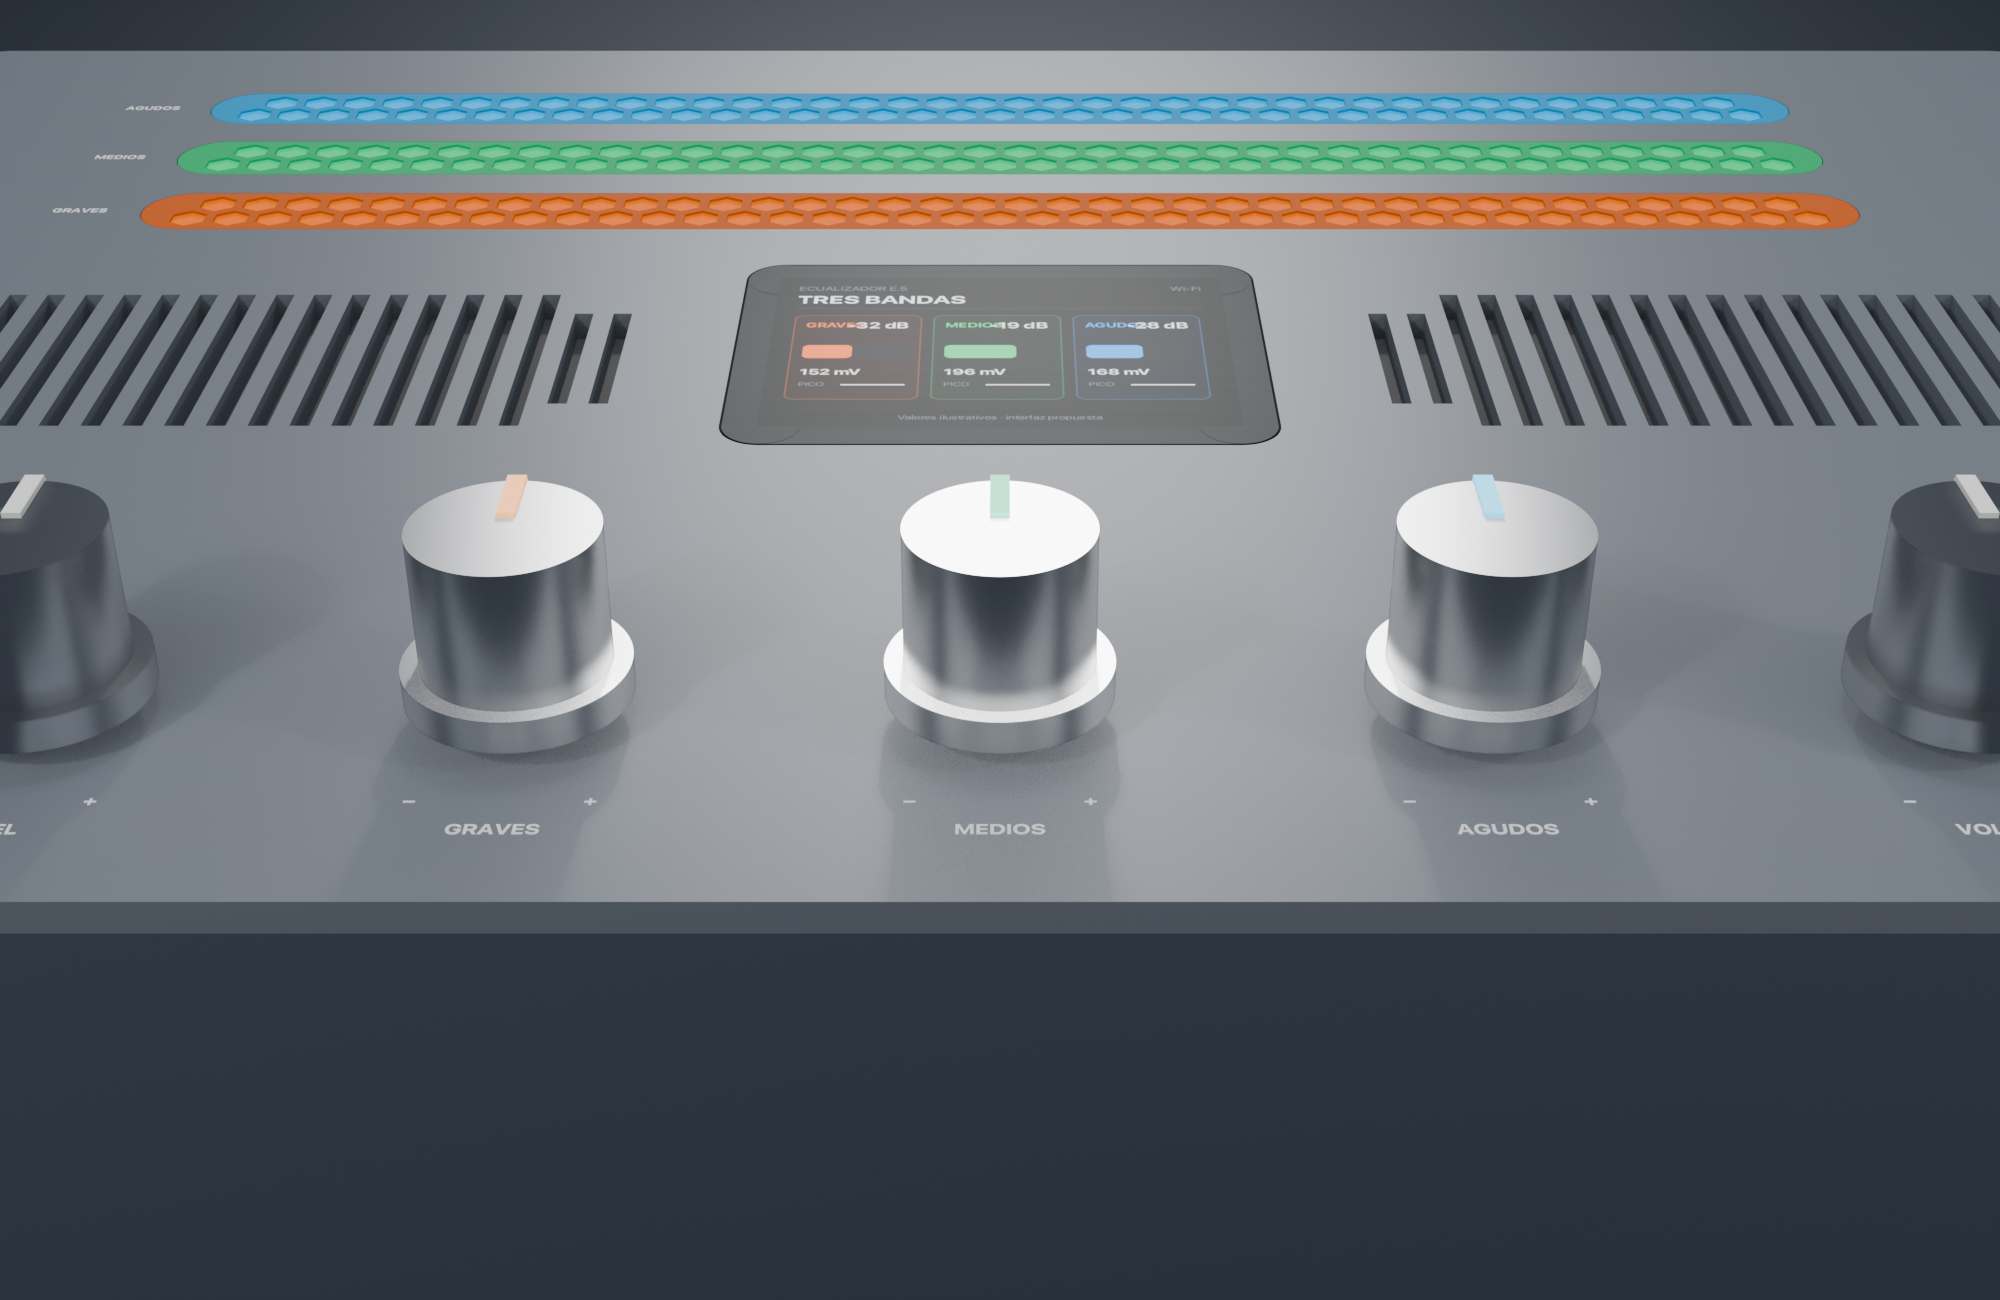 AGUDOS
MEDIOS
GRAVES
ECUALIZADOR E.5
Wi-Fi
TRES BANDAS
-32 dB
-19 dB
-28 dB
152 mV
196 mV
168 mV
PICO
PICO
PICO
Valores ilustrativos · interfaz propuesta
+
−
+
−
+
−
+
−
GRAVES
MEDIOS
AGUDOS